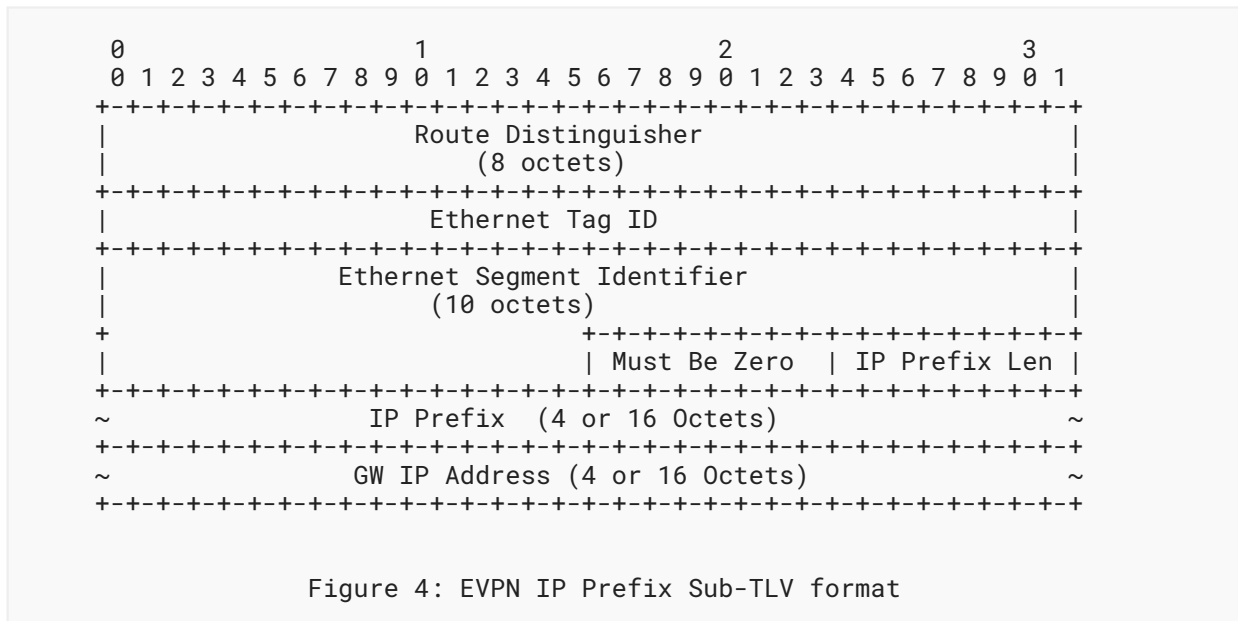 0                   1                   2                   3
 0 1 2 3 4 5 6 7 8 9 0 1 2 3 4 5 6 7 8 9 0 1 2 3 4 5 6 7 8 9 0 1
+-+-+-+-+-+-+-+-+-+-+-+-+-+-+-+-+-+-+-+-+-+-+-+-+-+-+-+-+-+-+-+-+
|                    Route Distinguisher                        |
|                        (8 octets)                             |
+-+-+-+-+-+-+-+-+-+-+-+-+-+-+-+-+-+-+-+-+-+-+-+-+-+-+-+-+-+-+-+-+
|                     Ethernet Tag ID                           |
+-+-+-+-+-+-+-+-+-+-+-+-+-+-+-+-+-+-+-+-+-+-+-+-+-+-+-+-+-+-+-+-+
|               Ethernet Segment Identifier                     |
|                     (10 octets)                               |
+                               +-+-+-+-+-+-+-+-+-+-+-+-+-+-+-+-+
|                               | Must Be Zero  | IP Prefix Len |
+-+-+-+-+-+-+-+-+-+-+-+-+-+-+-+-+-+-+-+-+-+-+-+-+-+-+-+-+-+-+-+-+
~                 IP Prefix  (4 or 16 Octets)                   ~
+-+-+-+-+-+-+-+-+-+-+-+-+-+-+-+-+-+-+-+-+-+-+-+-+-+-+-+-+-+-+-+-+
~                GW IP Address (4 or 16 Octets)                 ~
+-+-+-+-+-+-+-+-+-+-+-+-+-+-+-+-+-+-+-+-+-+-+-+-+-+-+-+-+-+-+-+-+
Figure 4: EVPN IP Prefix Sub-TLV format